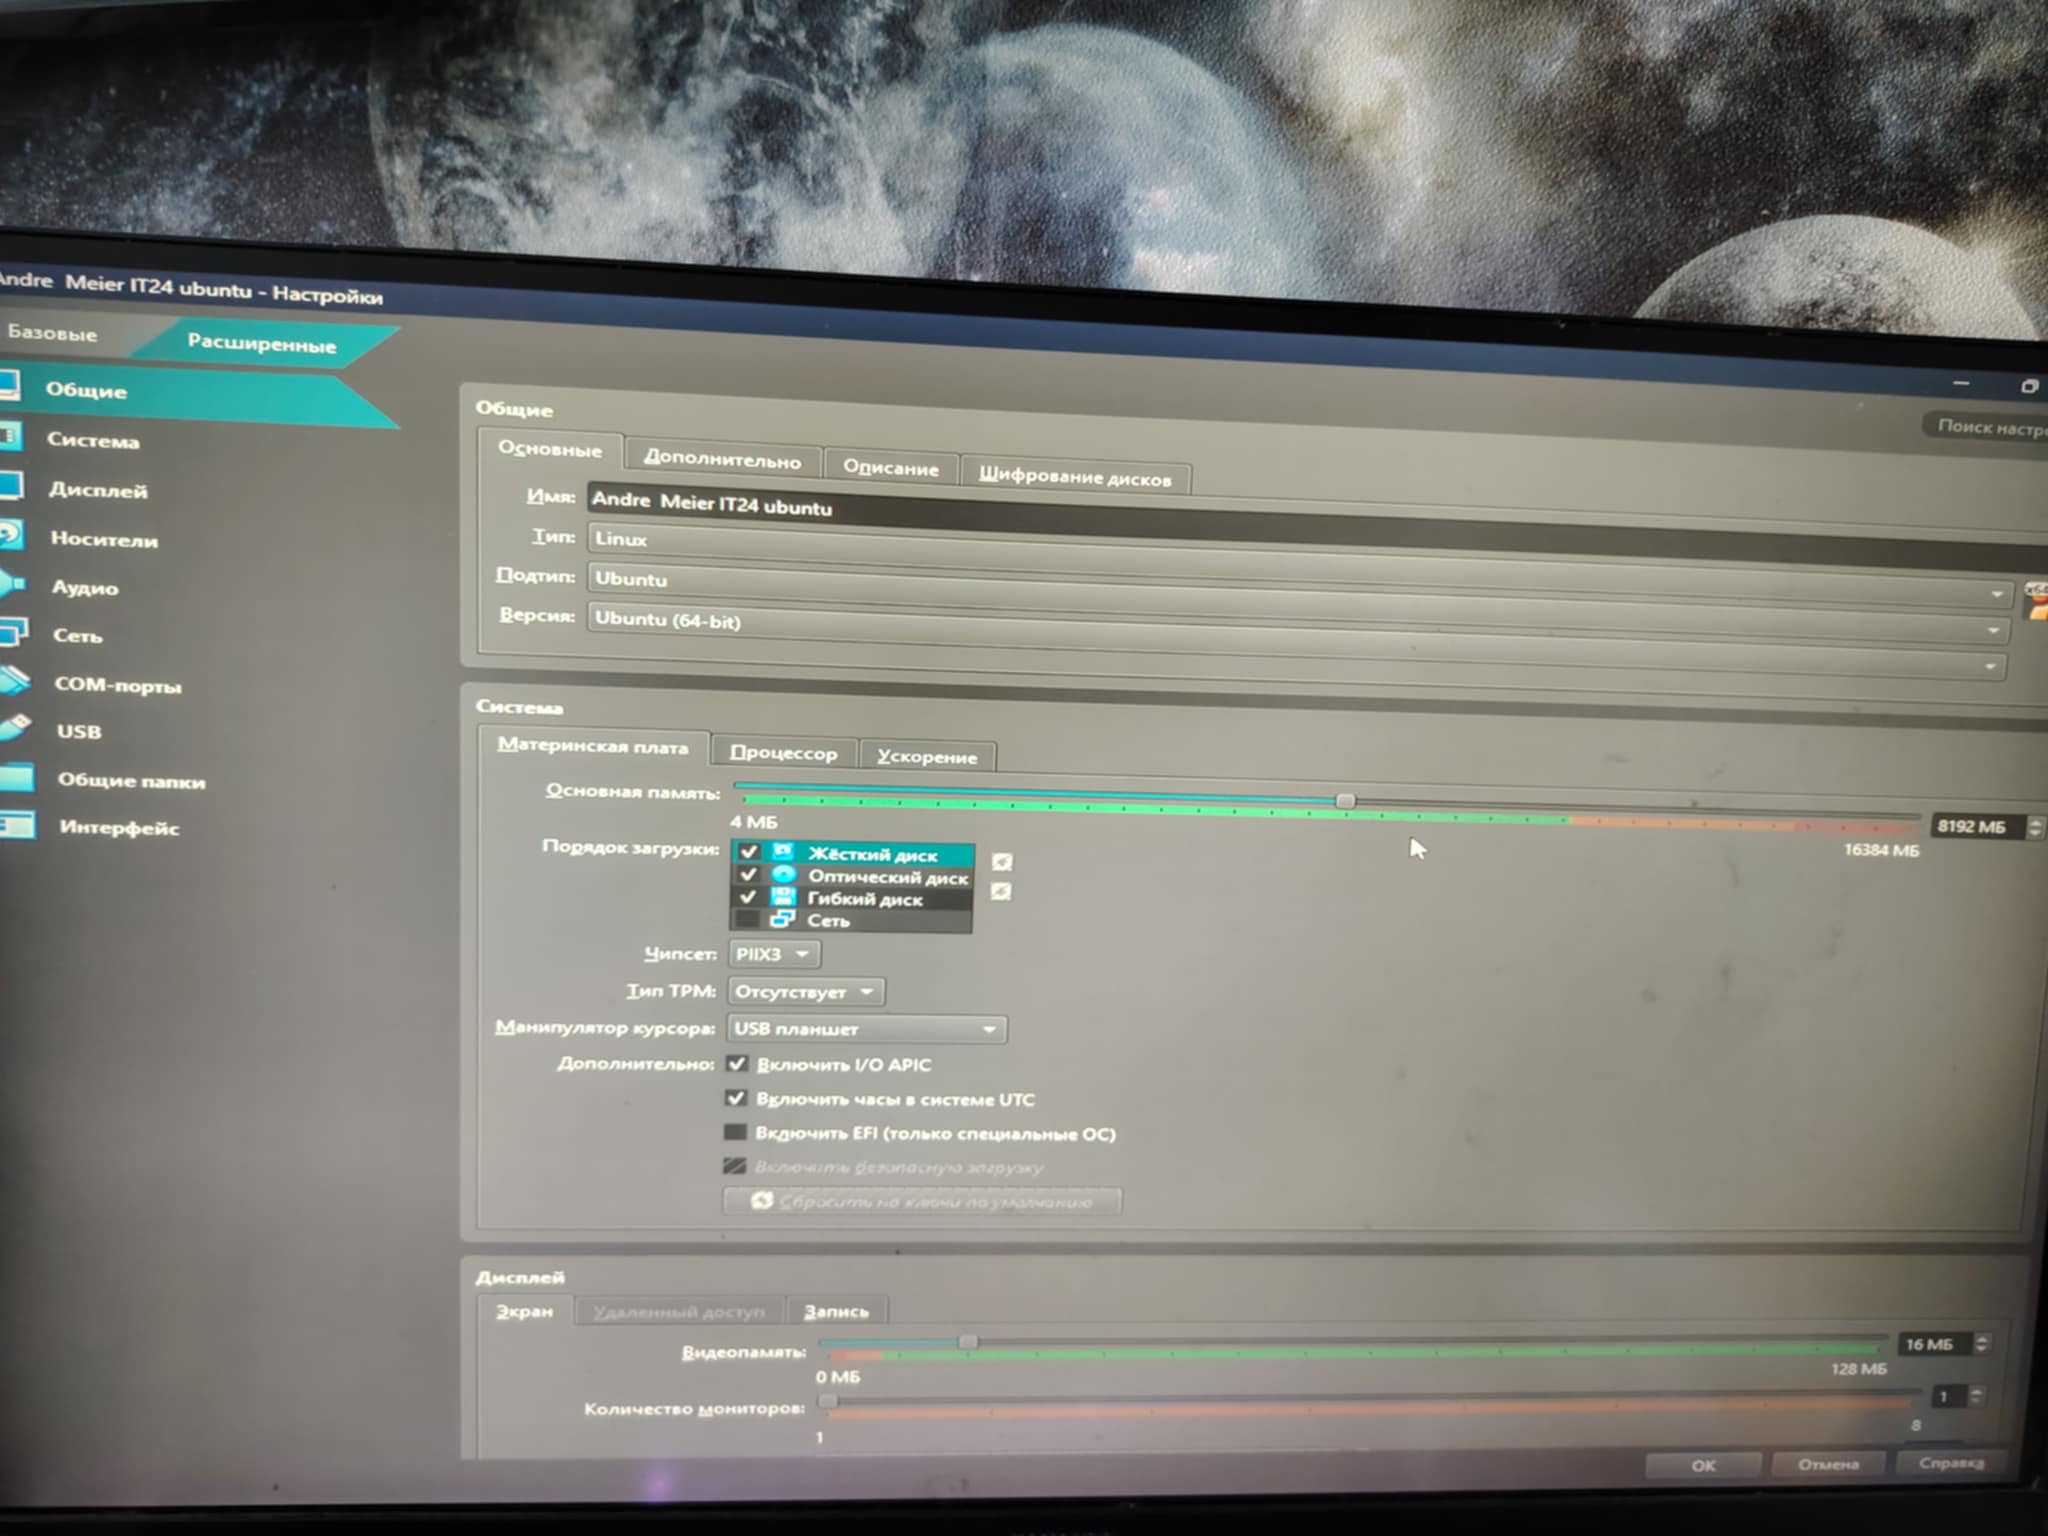 Andre Meier IT24 ubuntu - Настройки
Базовые
Расширенные
Общие
Система
Дисплей
Носители
Аудио
Сеть
COM-порты
USB
Общие папки
Интерфейс
Поиск
Общие
Основные
Дополнительно
Описание
Шифрование дисков
Имя: Andre Meier IT24 ubuntu
Тип: Linux
Подтип: Ubuntu
Версия: Ubuntu (64-bit)
Система
Материнская плата
Процессор
Ускорение
Основная память: 8192 МБ
4 МБ 16384 МБ
Порядок загрузки: Жёсткий диск
Оптический диск
Гибкий диск
Сеть
Чипсет: PIIX3
Тип TPM: Отсутствует
Манипулятор курсора: USB планшет
Дополнительно: Включить I/O APIC
Включить часы в системе UTC
Включить EFI (только специальные ОС)
Включить безопасную загрузку
Сбросить на ключи по умолчанию
Дисплей
Экран
Удаленный доступ
Запись
Видеопамять: 16 МБ
0 МБ 128 МБ
Количество мониторов: 1
1 8
ОК
Отмена
Справка